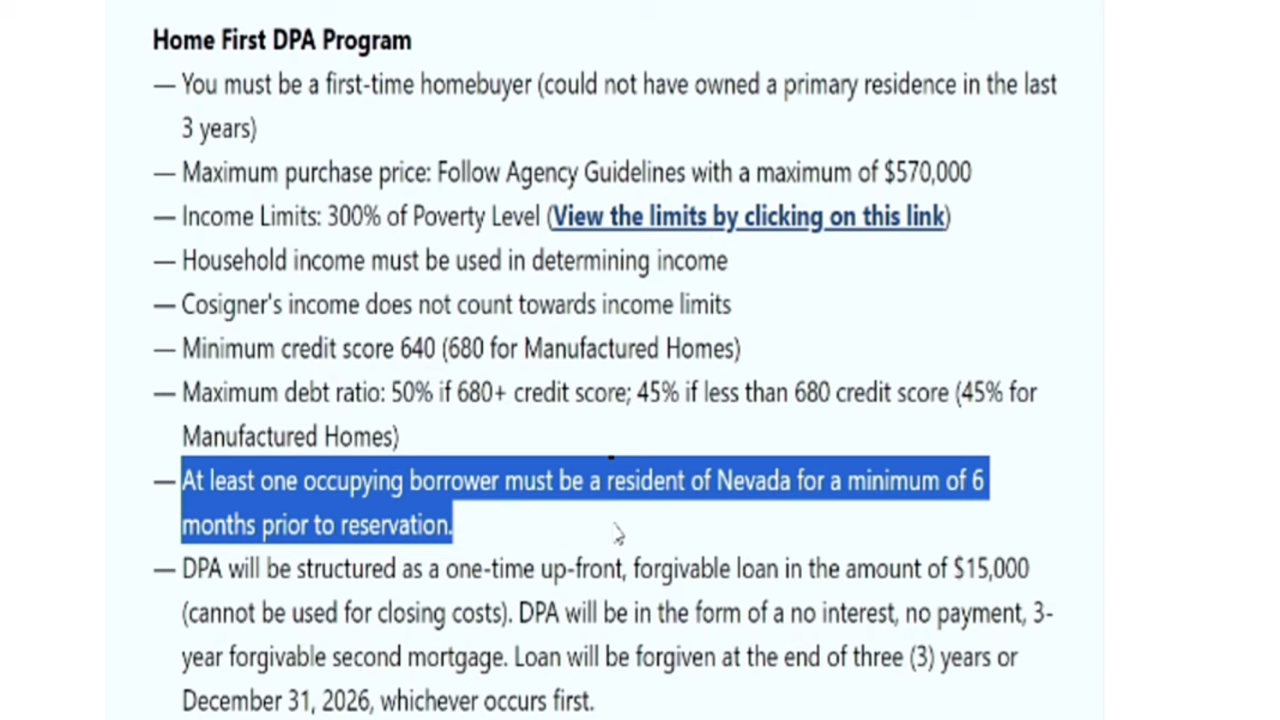 Home First DPA Program
— You must be a first-time homebuyer (could not have owned a primary residence in the last
3 years)
— Maximum purchase price: Follow Agency Guidelines with a maximum of $570,000
— Income Limits: 300% of Poverty Level (View the limits by clicking on this link)
— Household income must be used in determining income
— Cosigner's income does not count towards income limits
— Minimum credit score 640 (680 for Manufactured Homes)
— Maximum debt ratio: 50% if 680+ credit score; 45% if less than 680 credit score (45% for
Manufactured Homes)
— At least one occupying borrower must be a resident of Nevada for a minimum of 6
months prior to reservation.
— DPA will be structured as a one-time up-front, forgivable loan in the amount of $15,000
(cannot be used for closing costs). DPA will be in the form of a no interest, no payment, 3-
year forgivable second mortgage. Loan will be forgiven at the end of three (3) years or
December 31, 2026, whichever occurs first.